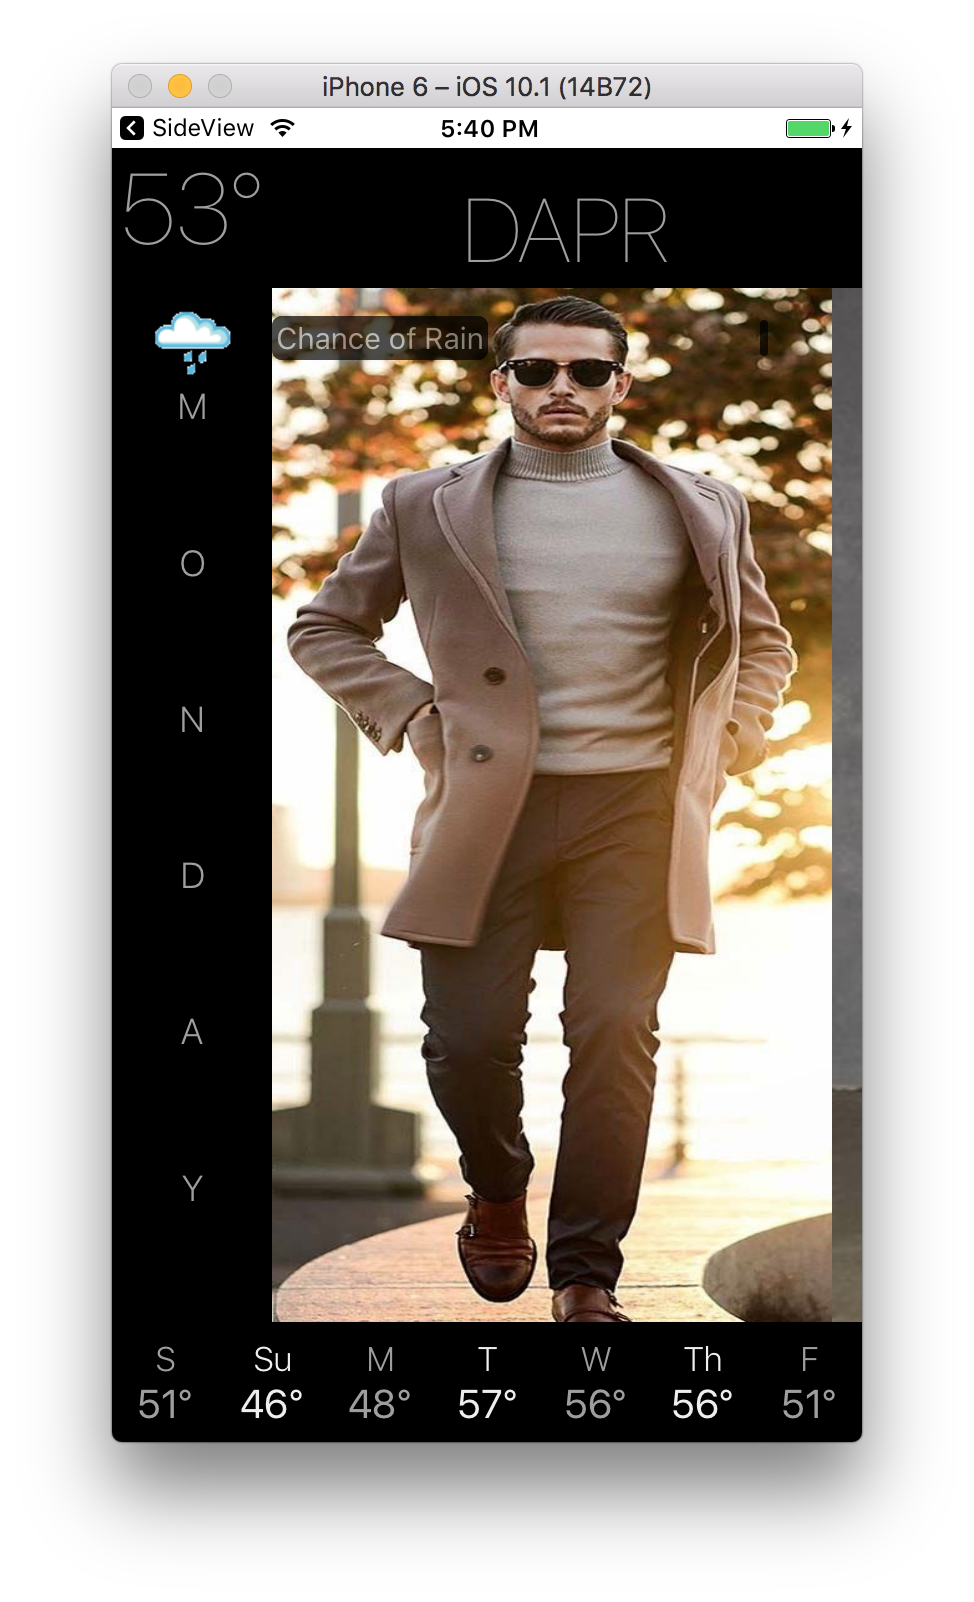 iPhone 6 – iOS 10.1 (14B72)
SideView 5:40 PM
53°
DAPR
Chance of Rain
M
O
N
D
A
Y
S Su M T W Th F
51° 46° 48° 57° 56° 56° 51°